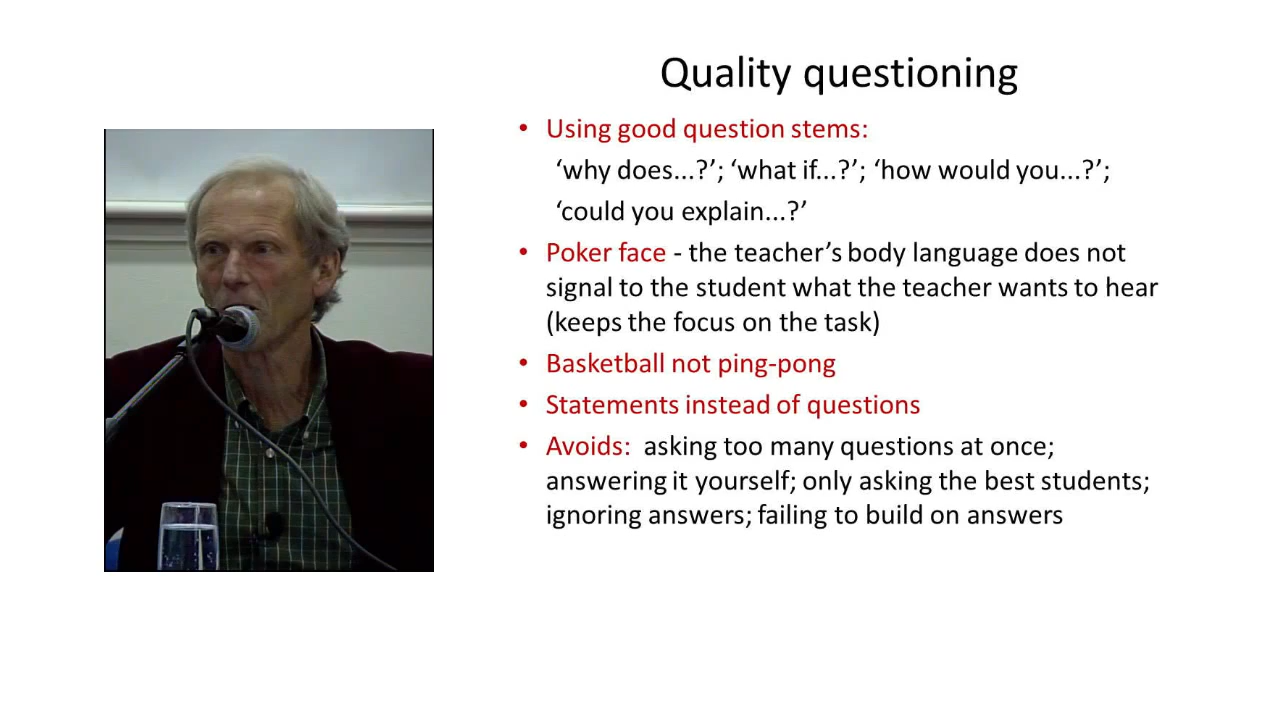 Quality questioning
• Using good question stems:
‘why does...?’; ‘what if...?’; ‘how would you...?’;
‘could you explain...?’
• Poker face - the teacher’s body language does not
signal to the student what the teacher wants to hear
(keeps the focus on the task)
• Basketball not ping-pong
• Statements instead of questions
• Avoids:  asking too many questions at once;
answering it yourself; only asking the best students;
ignoring answers; failing to build on answers